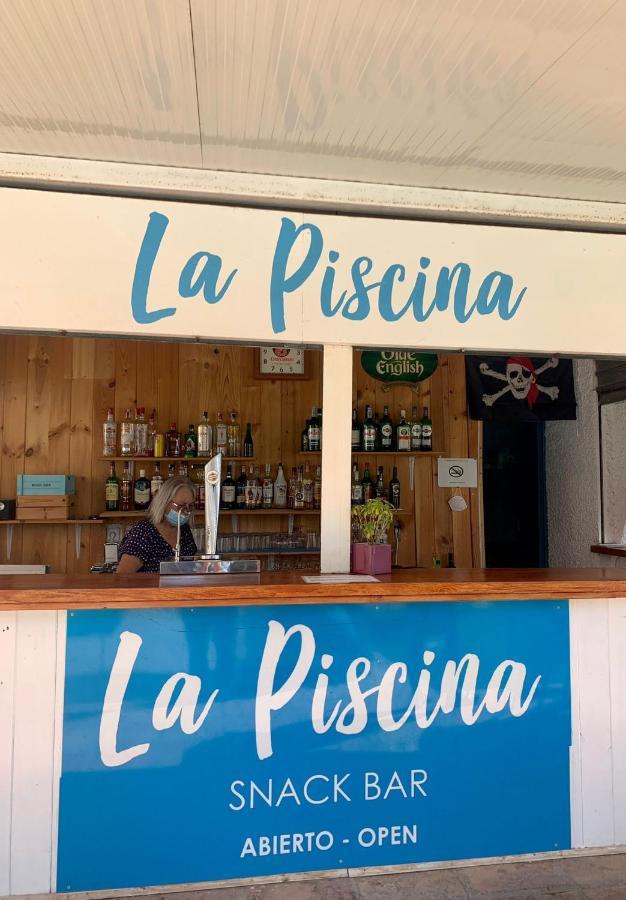 La Piscina
Olde
English
La Piscina
SNACK BAR
ABIERTO - OPEN